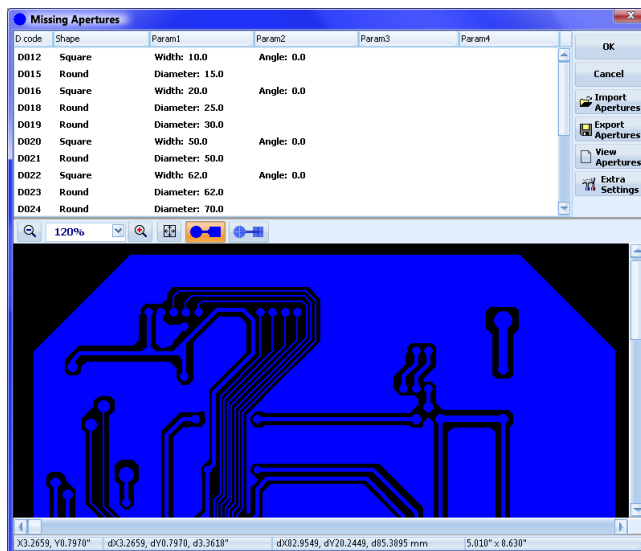 Missing Apertures
D code Shape Param1 Param2 Param3 Param4
D012 Square Width: 10.0 Angle: 0.0
D015 Round Diameter: 15.0
D016 Square Width: 20.0 Angle: 0.0
D018 Round Diameter: 25.0
D019 Round Diameter: 30.0
D020 Square Width: 50.0 Angle: 0.0
D021 Round Diameter: 50.0
D022 Square Width: 62.0 Angle: 0.0
D023 Round Diameter: 62.0
D024 Round Diameter: 70.0
OK
Cancel
Import
Apertures
Export
Apertures
View
Apertures
Extra
Settings
120%
X3.2659, Y0.7970" dX3.2659, dY0.7970, d3.3618" dX82.9549, dY20.2449, d85.3895 mm 5.010" x 8.630"